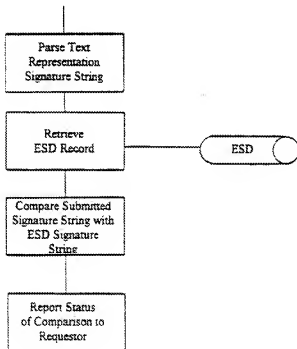 Parse Text
Representation
Signature String
Retrieve
ESD Record
ESD
Compare Submitted
Signature String with
ESD Signature
String
Report Status
of Comparison to
Requestor